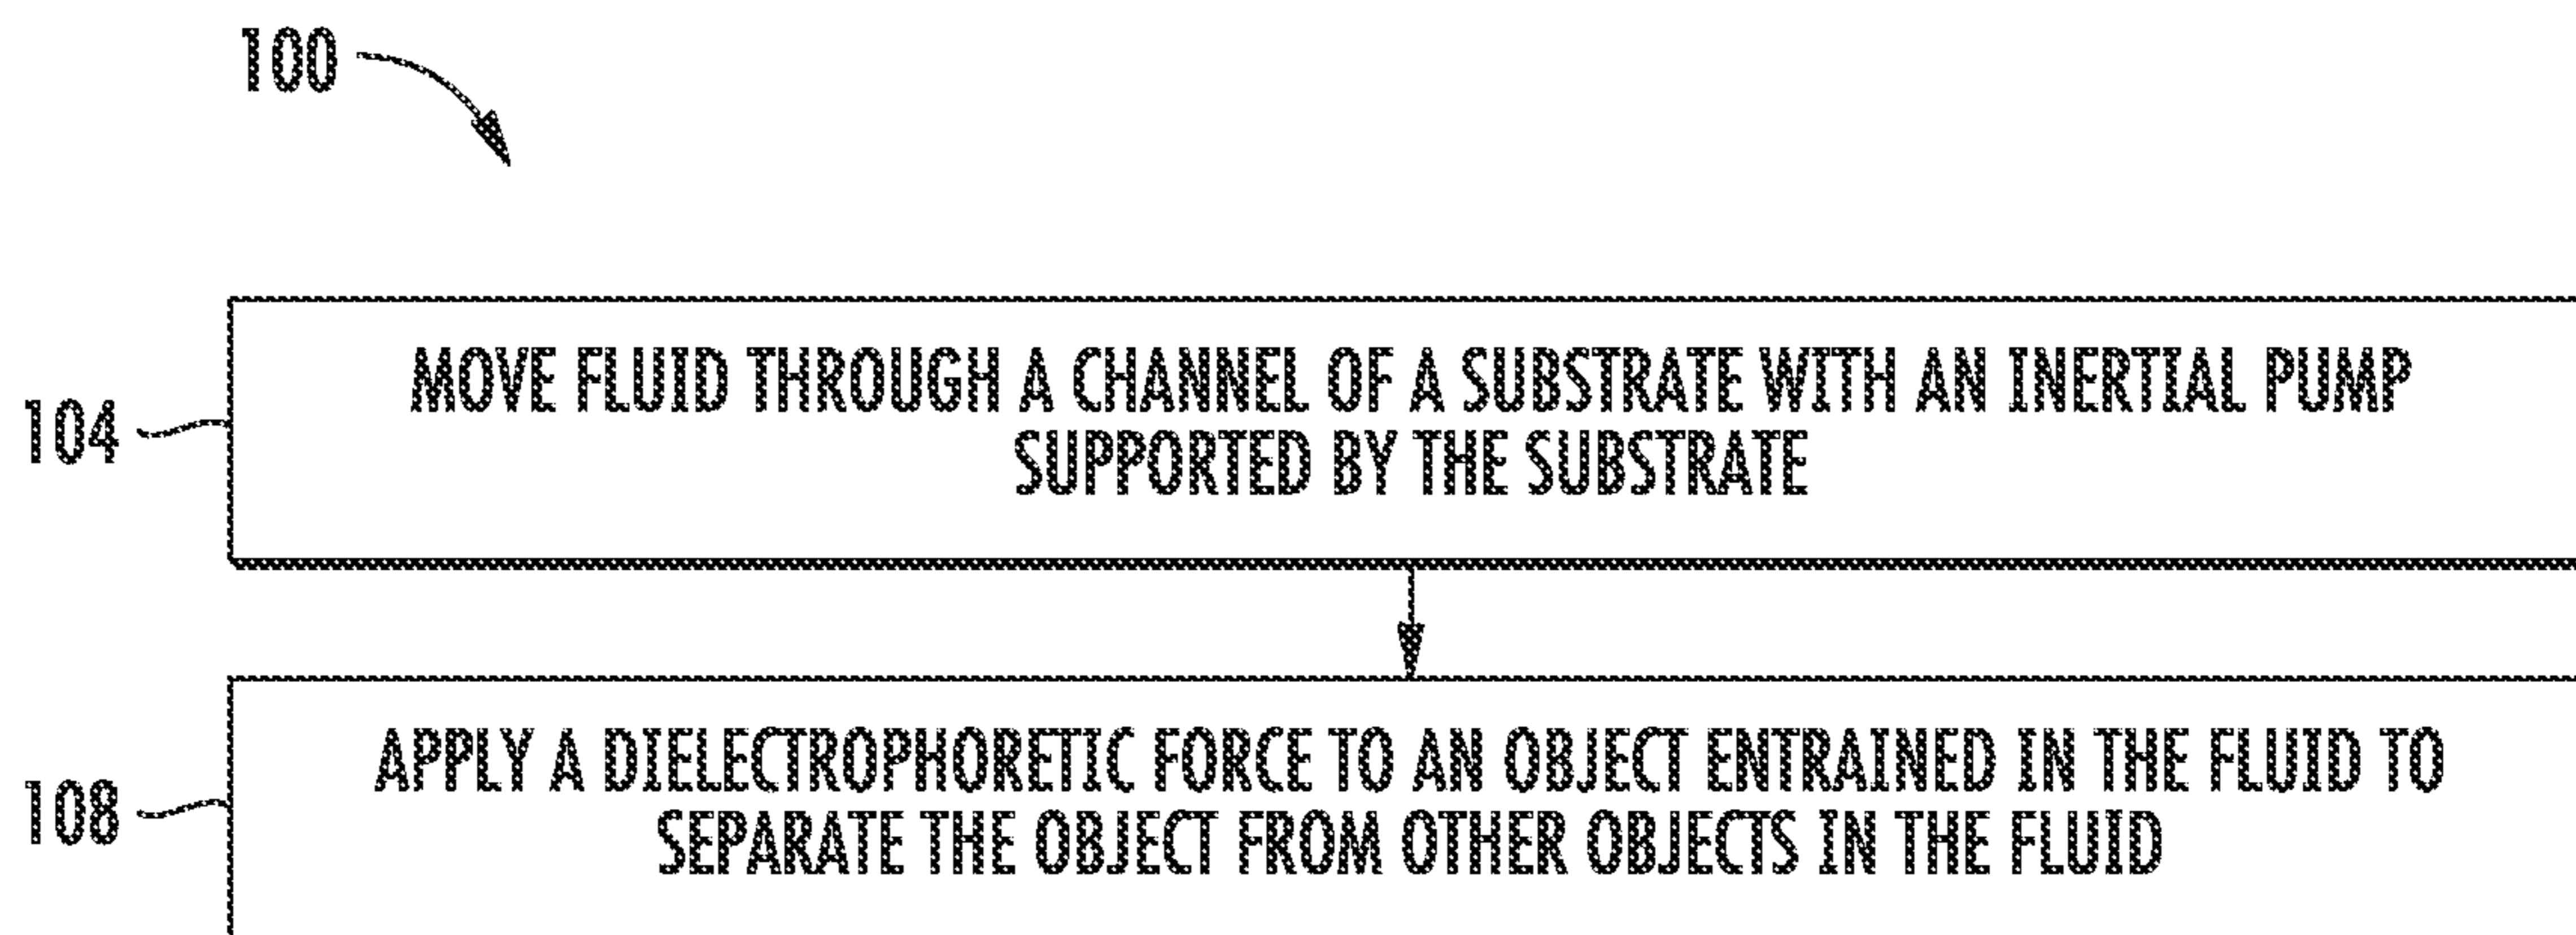 100
104
MOVE FLUID THROUGH A CHANNEL OF A SUBSTRATE WITH AN INERTIAL PUMP
SUPPORTED BY THE SUBSTRATE
108
APPLY A DIELECTROPHORETIC FORCE TO AN OBJECT ENTRAINED IN THE FLUID TO
SEPARATE THE OBJECT FROM OTHER OBJECTS IN THE FLUID